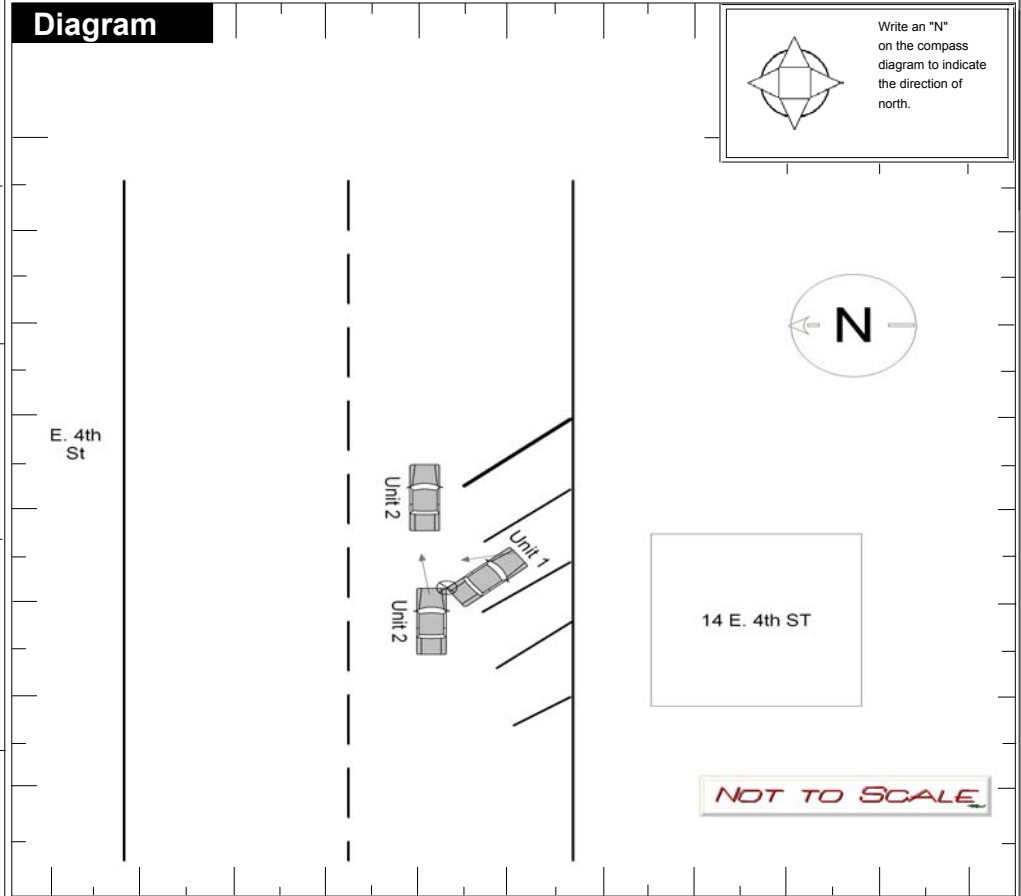 Diagram
Write an "N"
on the compass
diagram to indicate
the direction of
north.
N
E. 4th
St
Unit 2
Unit 1
Unit 2
14 E. 4th ST
NOT TO SCALE